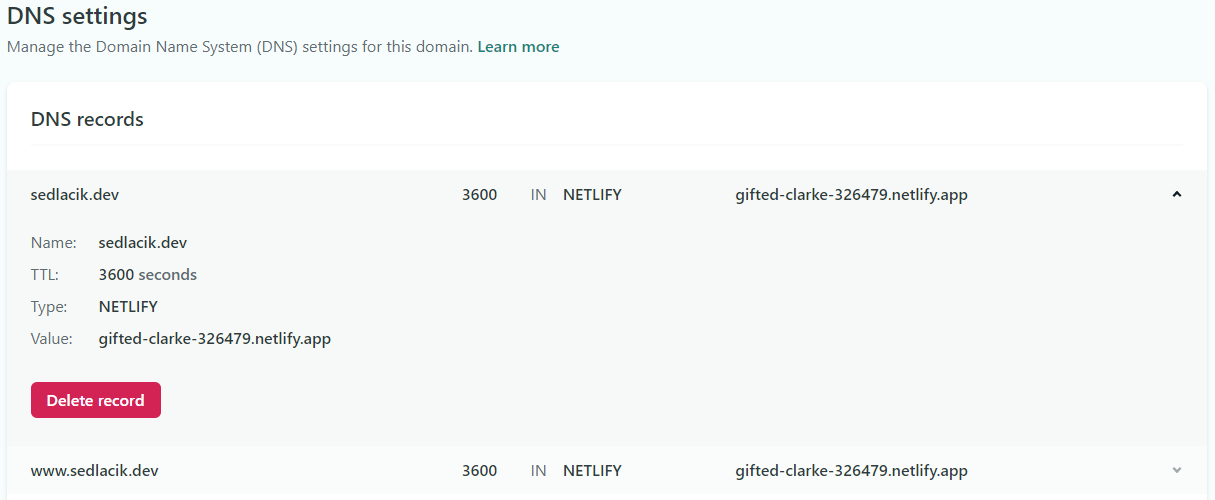 DNS settings
Manage the Domain Name System (DNS) settings for this domain. Learn more
DNS records
sedlacik.dev 3600 IN NETLIFY gifted-clarke-326479.netlify.app
Name: sedlacik.dev
TTL: 3600 seconds
Type: NETLIFY
Value: gifted-clarke-326479.netlify.app
Delete record
www.sedlacik.dev 3600 IN NETLIFY gifted-clarke-326479.netlify.app